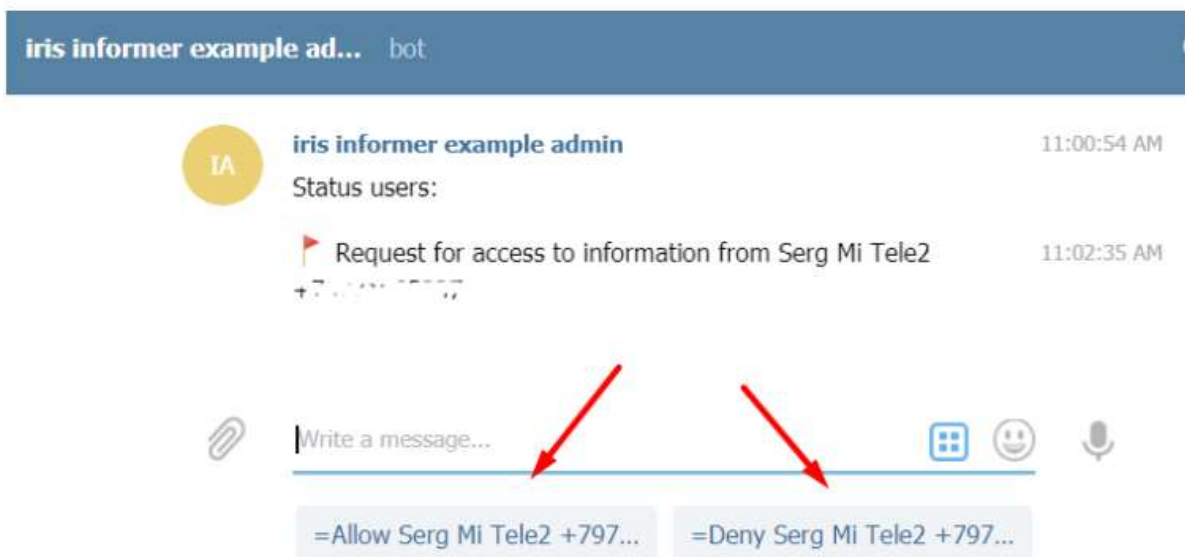 iris informer example ad... bot
IA
iris informer example admin 11:00:54 AM
Status users:
Request for access to information from Serg Mi Tele2 11:02:35 AM
Write a message...
=Allow Serg Mi Tele2 +797... =Deny Serg Mi Tele2 +797...